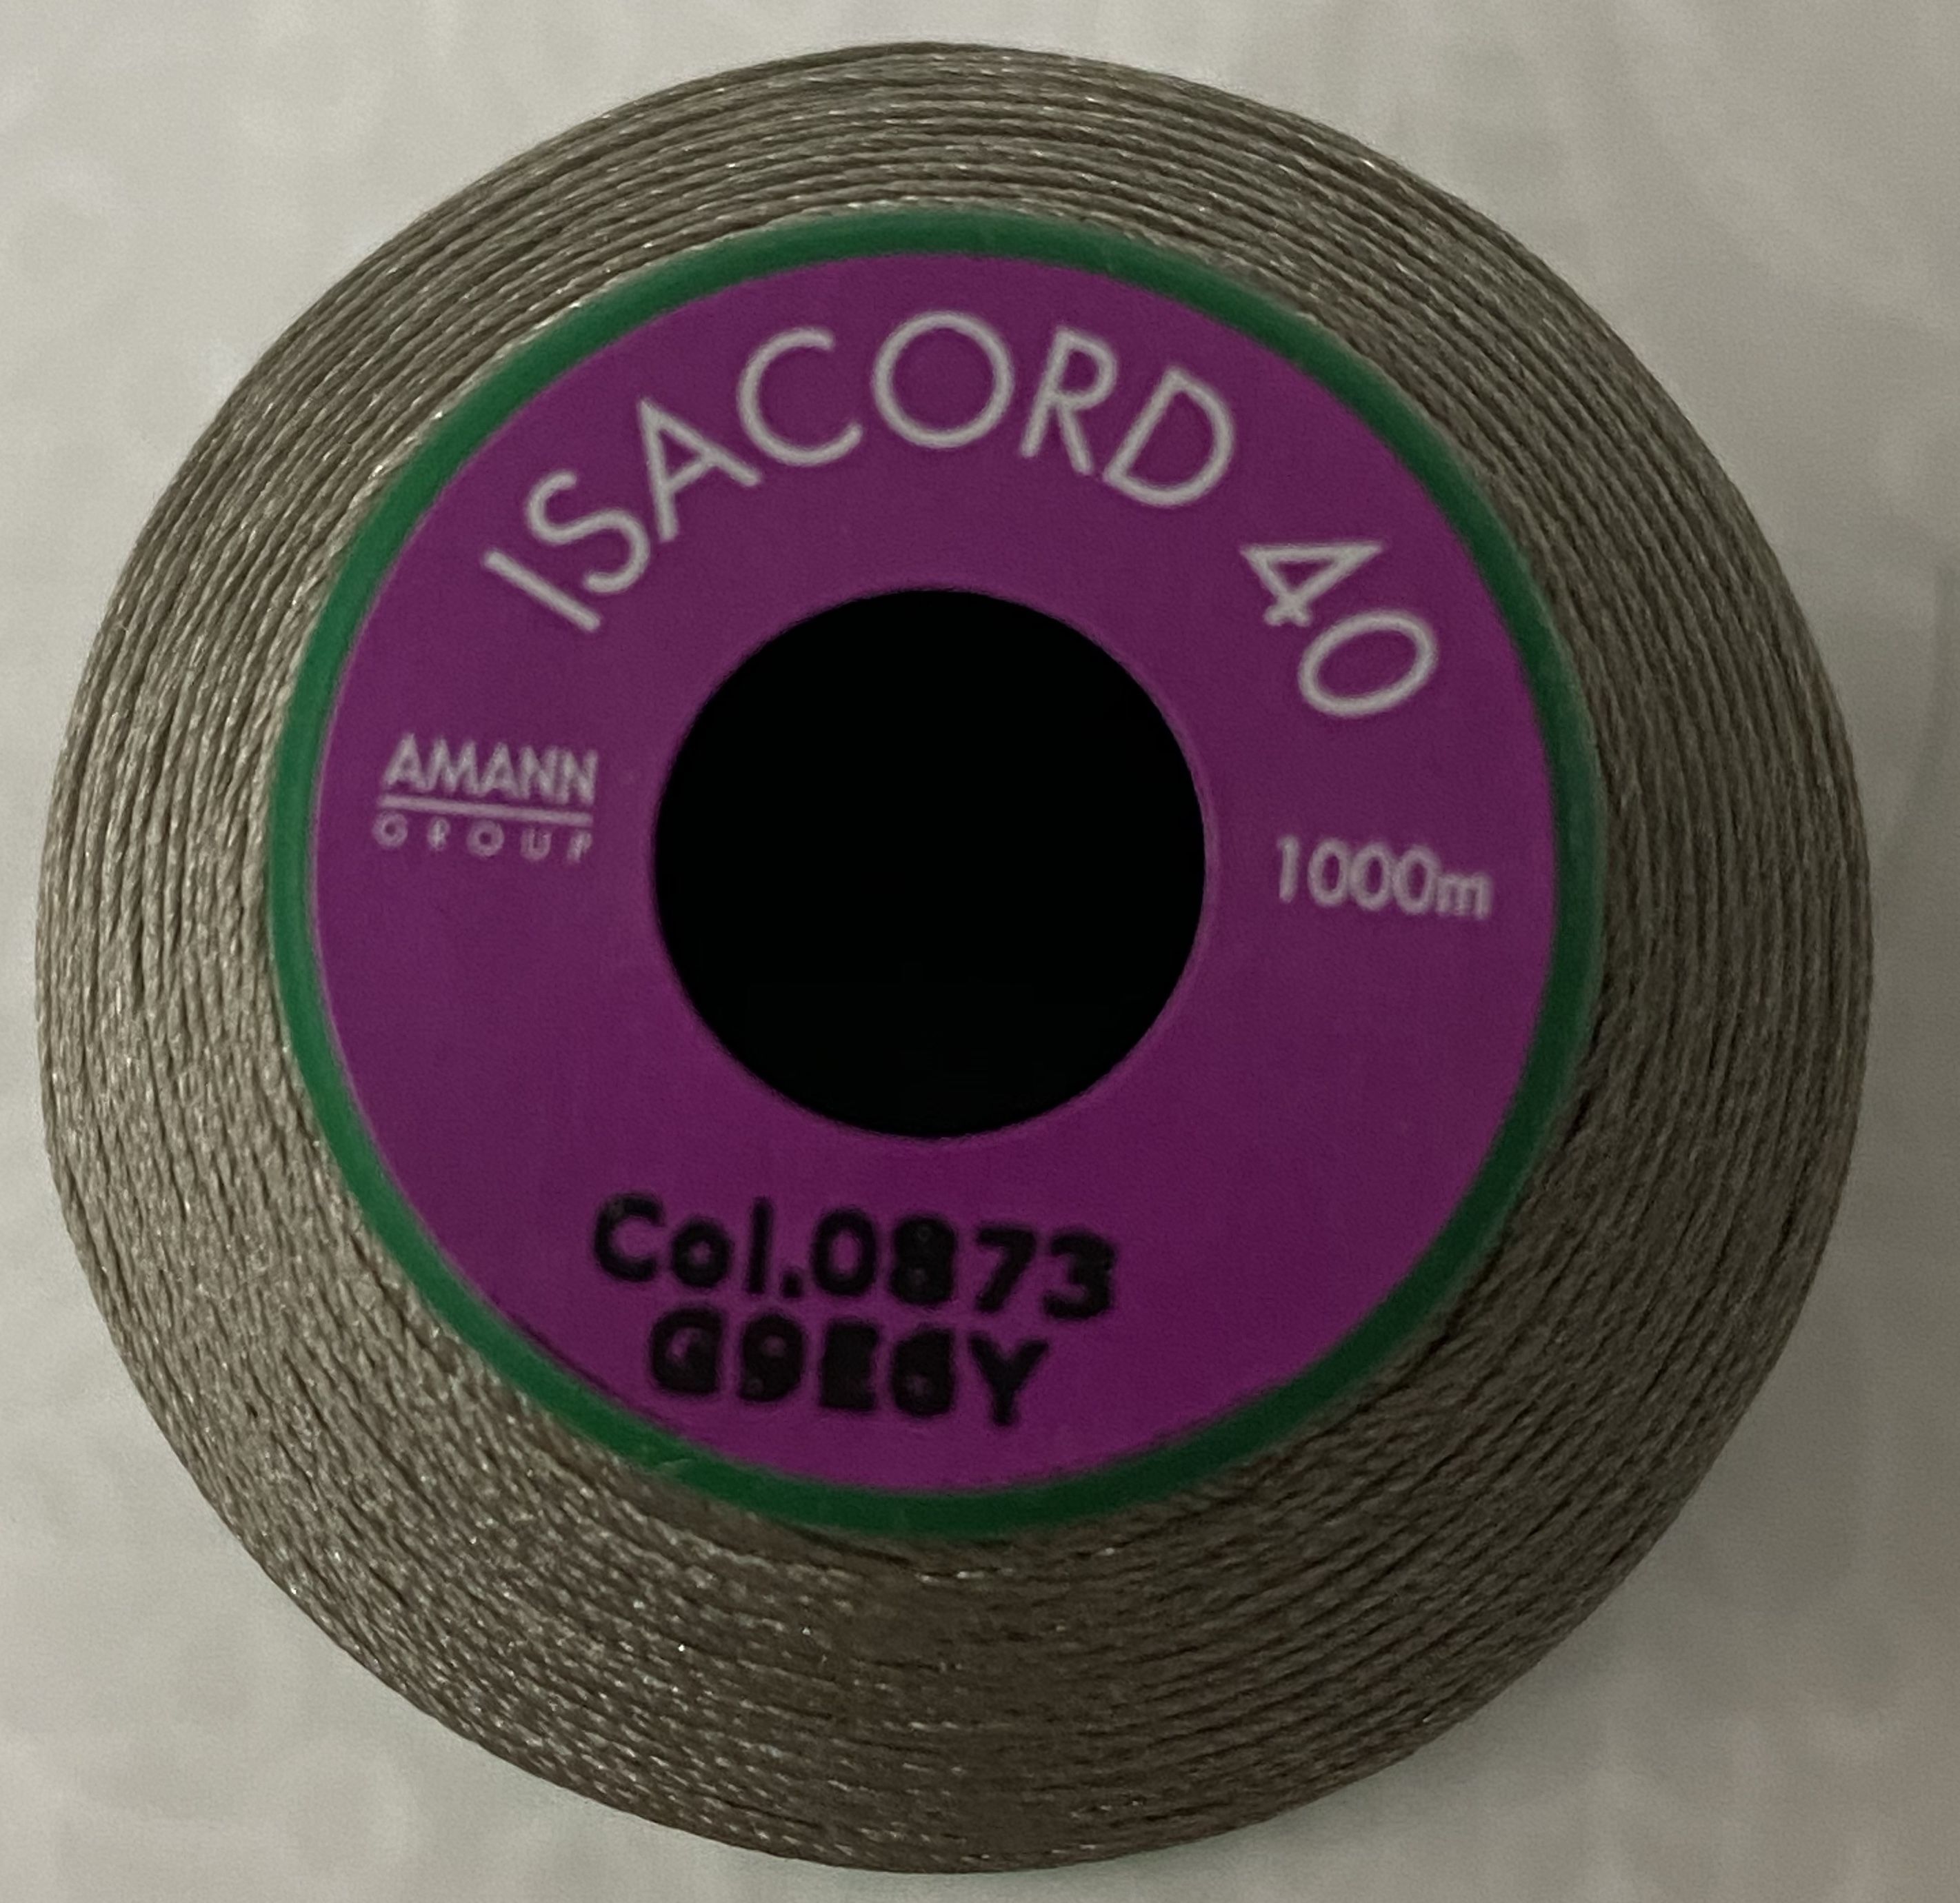 ISACORD 40
AMANN
GROUP
1000m
Col.0873
G9E6Y